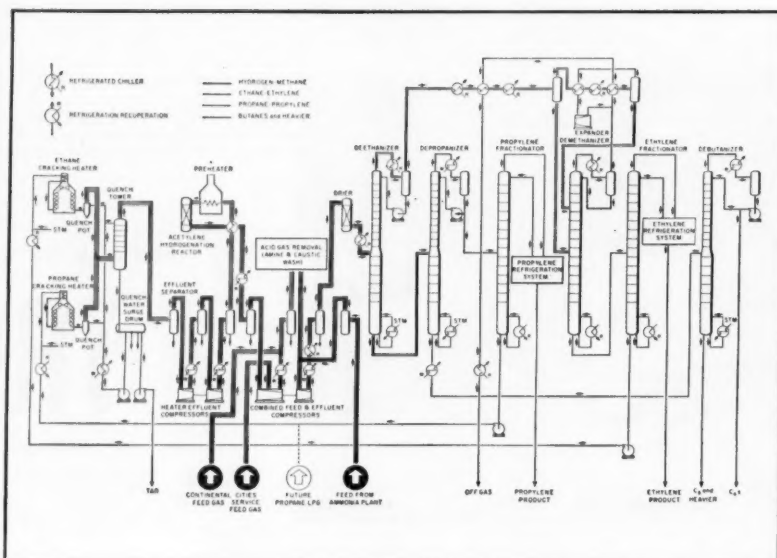 REFRIGERATED CHILLER
REFRIGERATION RECUPERATION
HYDROGEN-METHANE
ETHANE-ETHYLENE
PROPANE-PROPYLENE
BUTANES AND HEAVIER
ETHANE
CRACKING HEATER
QUENCH
TOWER
QUENCH
POT
STM
PROPANE
CRACKING HEATER
STM
QUENCH
POT
QUENCH
WATER
SURGE
DRUM
PREHEATER
ACETYLENE
HYDROGENATION
REACTOR
EFFLUENT
SEPARATOR
ACID GAS REMOVAL
(AMINE & CAUSTIC
WASH)
DRIER
HEATER EFFLUENT
COMPRESSORS
COMBINED FEED & EFFLUENT
COMPRESSORS
DEETHANIZER
DEPROPANIZER
PROPYLENE
FRACTIONATOR
EXPANDER
DEMETHANIZER
ETHYLENE
FRACTIONATOR
DEBUTANIZER
PROPYLENE
REFRIGERATION
SYSTEM
ETHYLENE
REFRIGERATION
SYSTEM
STM
STM
STM
TAR
CONTINENTAL
FEED GAS
CITIES
SERVICE
FEED GAS
FUTURE
PROPANE LPG
FEED FROM
AMMONIA PLANT
OFF GAS
PROPYLENE
PRODUCT
ETHYLENE
PRODUCT
AND
HEAVIER